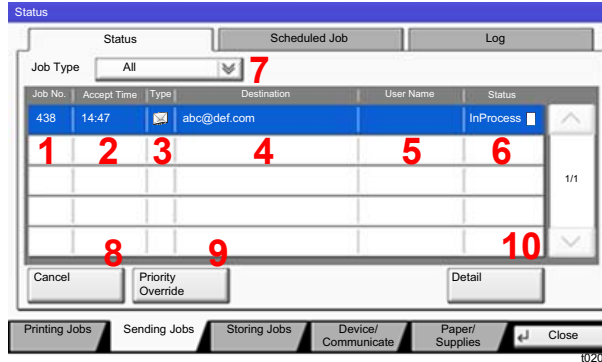 Status
Status Scheduled Job Log
Job Type All 7
Job No. Accept Time Type Destination User Name Status
438 14:47 abc@def.com InProcess
1 2 3 4 5 6
1/1
8 9 10
Cancel Priority Override Detail
Printing Jobs Sending Jobs Storing Jobs Device/ Communicate Paper/ Supplies Close
t020